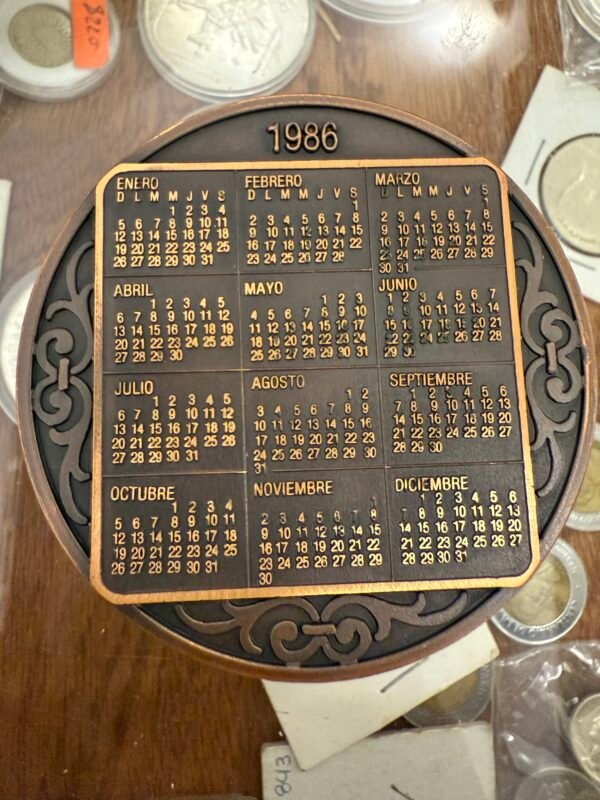 $220
1986
ENERO
D L M M J V S
1 2 3 4
5 6 7 8 9 10 11
12 13 14 15 16 17 18
19 20 21 22 23 24 25
26 27 28 29 30 31
FEBRERO
D L M M J V S
1
2 3 4 5 6 7 8
9 10 11 12 13 14 15
16 17 18 19 20 21 22
23 24 25 26 27 28
MARZO
D L M M J V S
1
2 3 4 5 6 7 8
9 10 11 12 13 14 15
16 17 18 19 20 21 22
23 24 25 26 27 28 29
30 31
ABRIL
1 2 3 4 5
6 7 8 9 10 11 12
13 14 15 16 17 18 19
20 21 22 23 24 25 26
27 28 29 30
MAYO
1 2 3
4 5 6 7 8 9 10
11 12 13 14 15 16 17
18 19 20 21 22 23 24
25 26 27 28 29 30 31
JUNIO
1 2 3 4 5 6 7
8 9 10 11 12 13 14
15 16 17 18 19 20 21
22 23 24 25 26 27 28
29 30
JULIO
1 2 3 4 5
6 7 8 9 10 11 12
13 14 15 16 17 18 19
20 21 22 23 24 25 26
27 28 29 30 31
AGOSTO
1 2
3 4 5 6 7 8 9
10 11 12 13 14 15 16
17 18 19 20 21 22 23
24 25 26 27 28 29 30
31
SEPTIEMBRE
1 2 3 4 5 6
7 8 9 10 11 12 13
14 15 16 17 18 19 20
21 22 23 24 25 26 27
28 29 30
OCTUBRE
1 2 3 4
5 6 7 8 9 10 11
12 13 14 15 16 17 18
19 20 21 22 23 24 25
26 27 28 29 30 31
NOVIEMBRE
1
2 3 4 5 6 7 8
9 10 11 12 13 14 15
16 17 18 19 20 21 22
23 24 25 26 27 28 29
30
DICIEMBRE
1 2 3 4 5 6
7 8 9 10 11 12 13
14 15 16 17 18 19 20
21 22 23 24 25 26 27
28 29 30 31
843